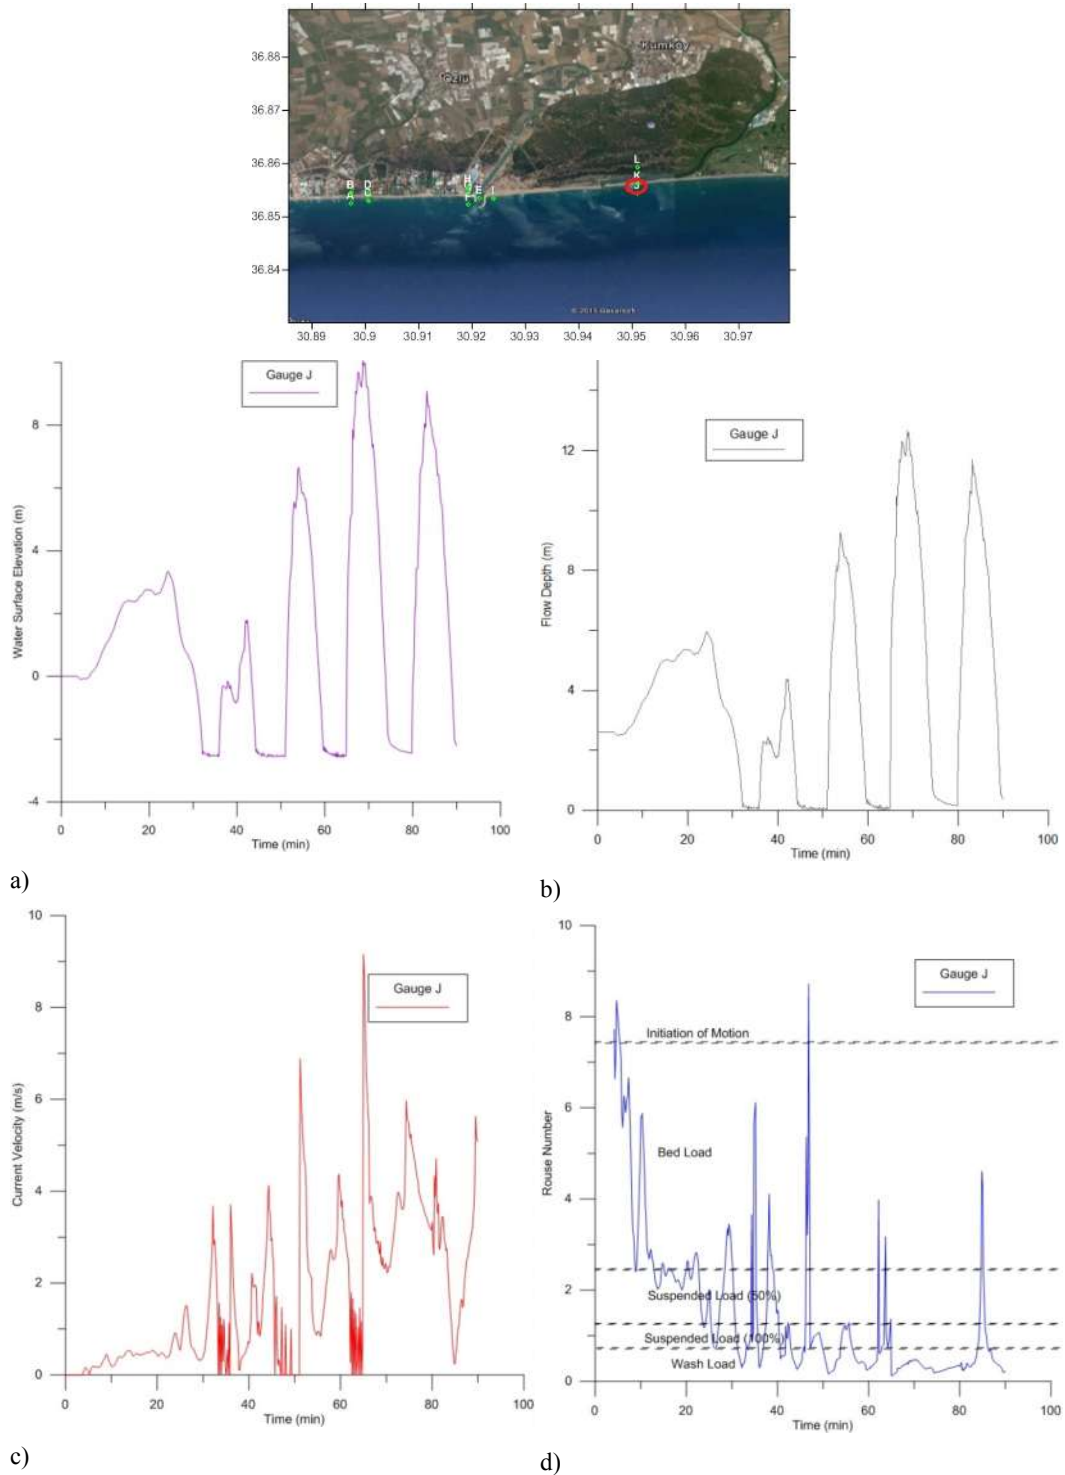 36.88
Kumköy
36.87
36.86
L
K
J
B
D
A
E
I
36.85
36.84
30.89 30.9 30.91 30.92 30.93 30.94 30.95 30.96 30.97
Gauge J
8
4
0
-4
Water Surface Elevation (m)
0 20 40 60 80 100
Time (min)
a)
Gauge J
12
8
4
0
Flow Depth (m)
0 20 40 60 80 100
Time (min)
b)
10
8
6
4
2
0
Gauge J
Current Velocity (m/s)
0 20 40 60 80 100
Time (min)
c)
10
8
6
4
2
0
Gauge J
Initiation of Motion
Bed Load
Suspended Load (50%)
Suspended Load (100%)
Wash Load
Rouse Number
0 20 40 60 80 100
Time (min)
d)